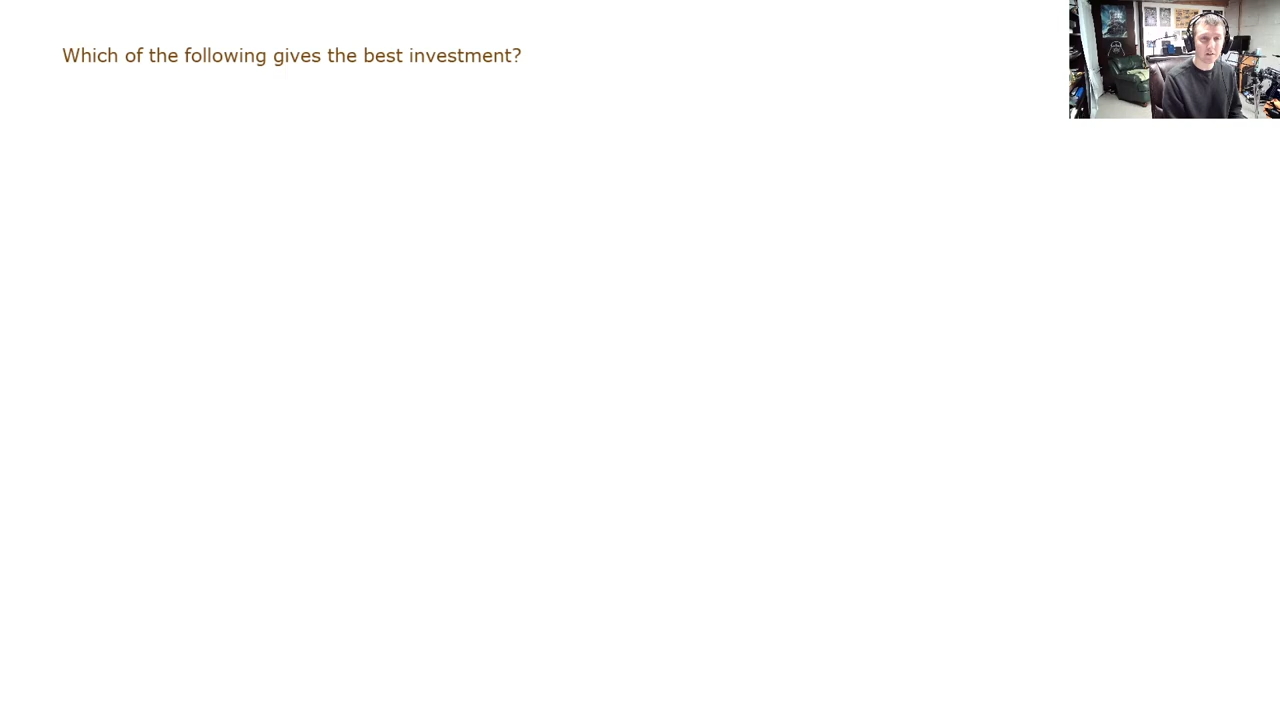 Which of the following gives the best investment?